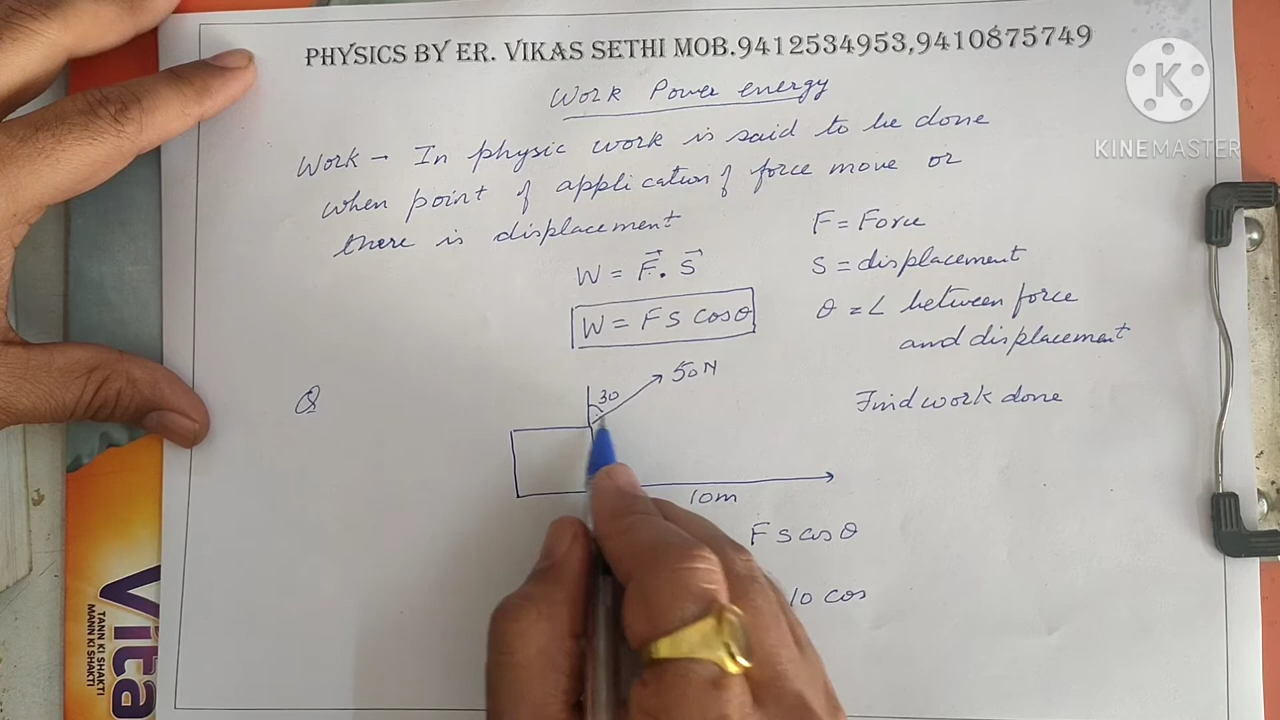 PHYSICS BY ER. VIKAS SETHI MOB.9412534953,9410875749
K
KINEMASTER
Work Power energy
Work – In physic work is said to be done
when point of application of force move or
there is displacement
F = Force
W = F⃗ . S⃗
S = displacement
W = F S cosθ
θ = ∠ between force
and displacement
Q
30
50N
Find work done
10m
F s cosθ
10 cos
Vita
TANN KI SHAKTI
MANN KI SHAKTI